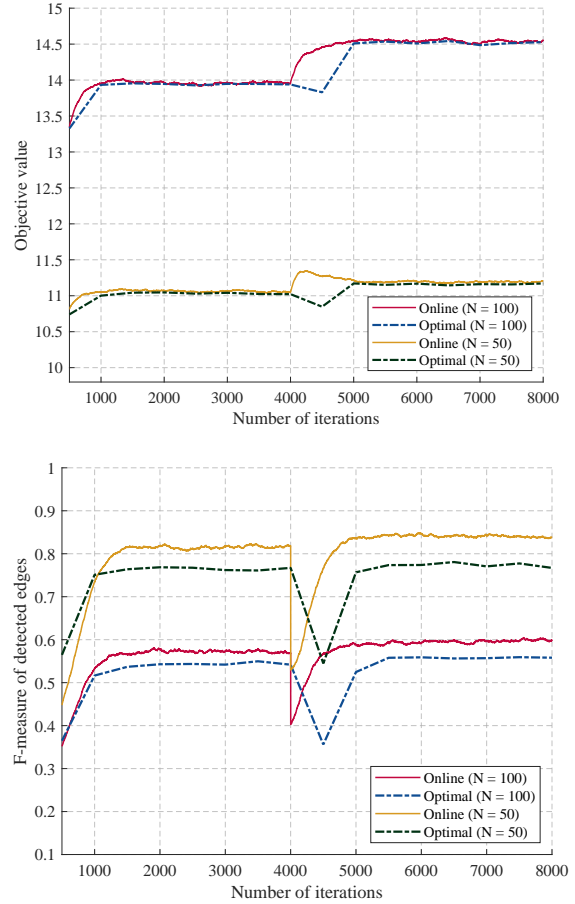 15
14.5
14
13.5
13
12.5
12
11.5
11
10.5
10
Objective value
Online (N = 100)
Optimal (N = 100)
Online (N = 50)
Optimal (N = 50)
1000 2000 3000 4000 5000 6000 7000 8000
Number of iterations
1
0.9
0.8
0.7
0.6
0.5
0.4
0.3
0.2
0.1
F-measure of detected edges
Online (N = 100)
Optimal (N = 100)
Online (N = 50)
Optimal (N = 50)
1000 2000 3000 4000 5000 6000 7000 8000
Number of iterations